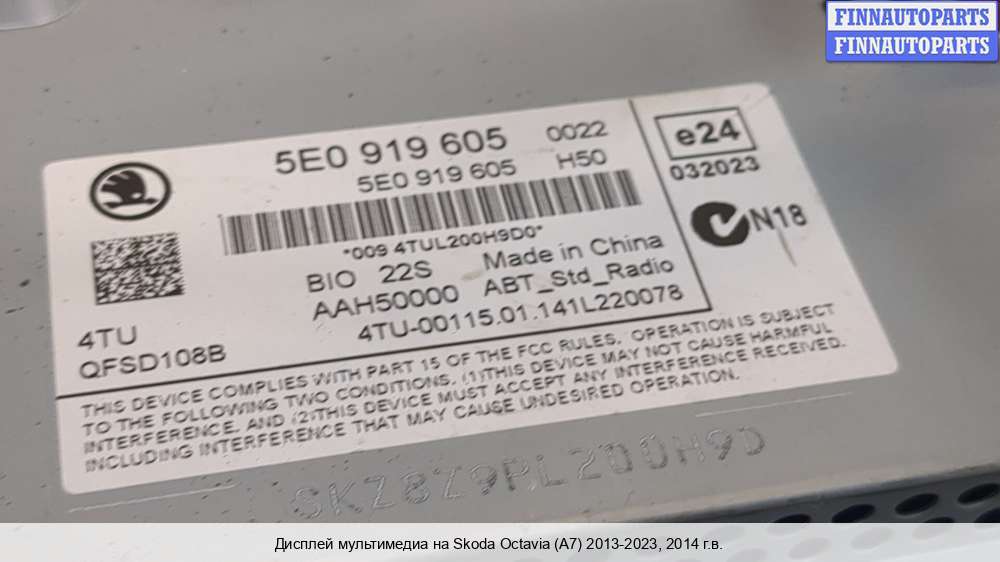 FINNAUTOPARTS
FINNAUTOPARTS
5E0 919 605 0022
5E0 919 605 H50
e24
032023
N18
*009 4TUL200H9D0*
BIO 22S Made in China
AAH50000 ABT_Std_Radio
4TU 4TU-00115.01.141L220078
QFSD108B
THIS DEVICE COMPLIES WITH PART 15 OF THE FCC RULES. OPERATION IS SUBJECT
TO THE FOLLOWING TWO CONDITIONS. (1)THIS DEVICE MAY NOT CAUSE HARMFUL
INTERFERENCE, AND (2)THIS DEVICE MUST ACCEPT ANY INTERFERENCE RECEIVED.
INCLUDING INTERFERENCE THAT MAY CAUSE UNDESIRED OPERATION.
SKZ8Z9RL200H9D
Дисплей мультимедиа на Skoda Octavia (A7) 2013-2023, 2014 г.в.